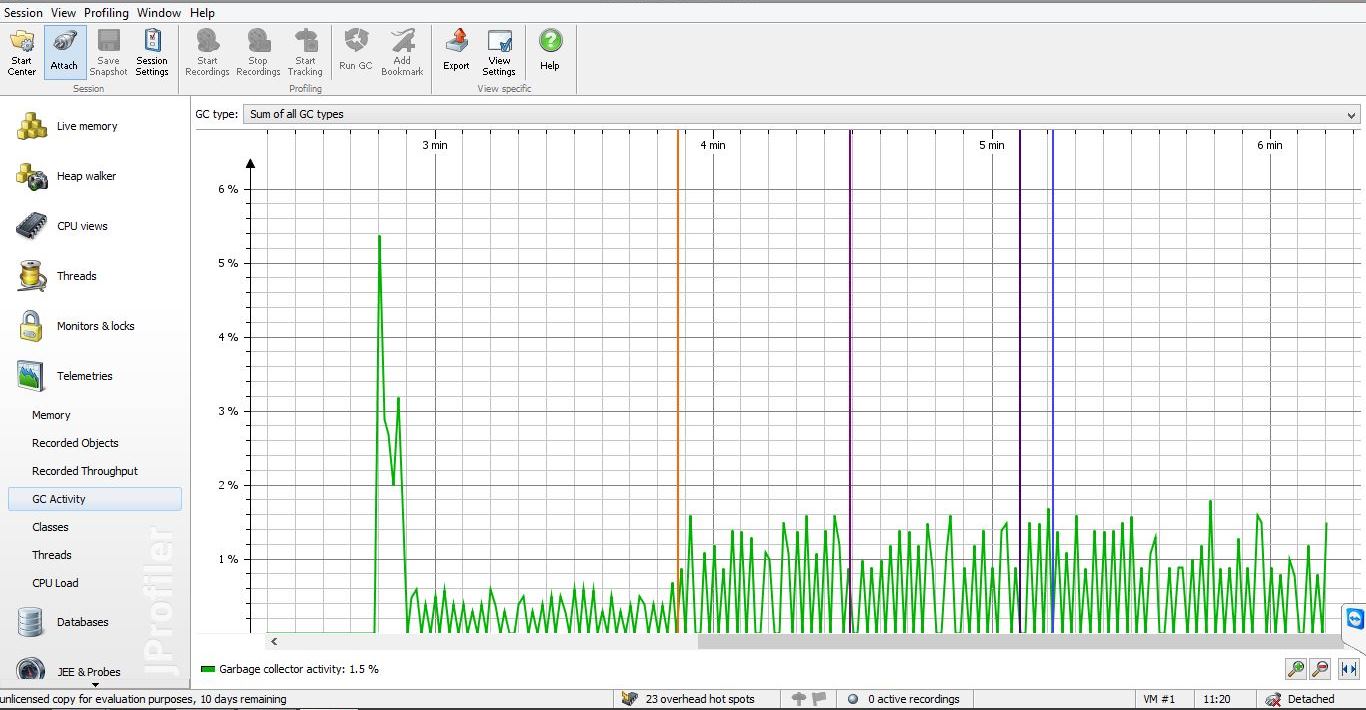 Session View Profiling Window Help
Start Center
Attach
Save Snapshot
Session Settings
Start Recordings
Stop Recordings
Start Tracking
Run GC
Add Bookmark
Export
View Settings
Help
Session
Profiling
View specific
GC type: Sum of all GC types
Live memory
Heap walker
CPU views
Threads
Monitors & locks
Telemetries
Memory
Recorded Objects
Recorded Throughput
GC Activity
Classes
Threads
CPU Load
Databases
JEE & Probes
JProfiler
3 min 4 min 5 min 6 min
6 %
5 %
4 %
3 %
2 %
1 %
Garbage collector activity: 1.5 %
unlicensed copy for evaluation purposes, 10 days remaining
23 overhead hot spots
0 active recordings
VM #1
11:20
Detached